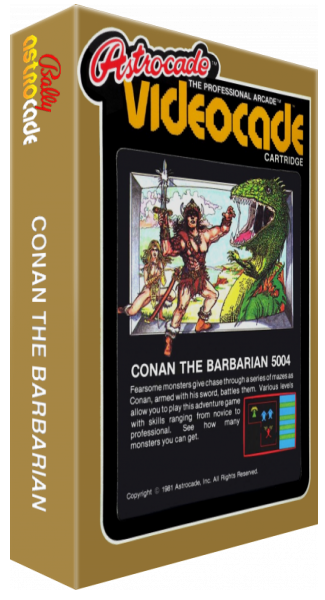 Bally
astrocade
CONAN THE BARBARIAN
Astrocade™
THE PROFESSIONAL ARCADE™
Videocade
CARTRIDGE
CONAN THE BARBARIAN 5004
Fearsome monsters give chase through a series of mazes as
Conan, armed with his sword, battles them. Various levels
allow you to play this adventure game
with skills ranging from novice to
professional. See how many
monsters you can get.
Copyright © 1981 Astrocade, Inc. All Rights Reserved.